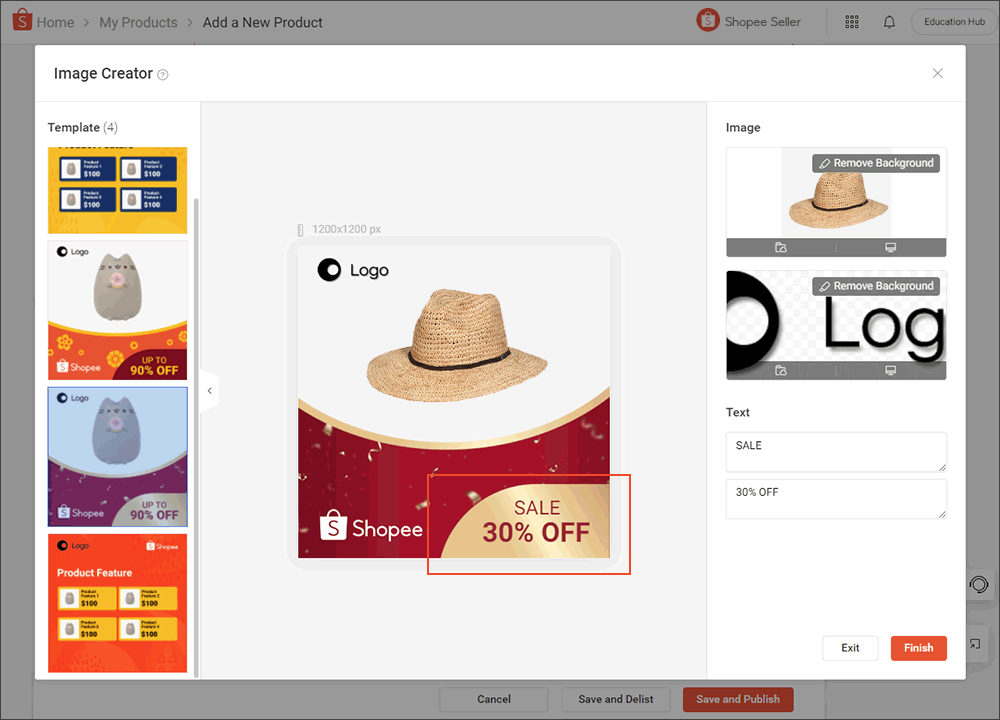 Home > My Products > Add a New Product
Shopee Seller
Education Hub
Image Creator ?
Template (4)
Product Feature
Product Feature 1
$100
Product Feature 2
$100
Product Feature 3
$100
Product Feature 4
$100
Logo
UP TO
90% OFF
Shopee
Logo
UP TO
90% OFF
Shopee
Logo
Shopee
Product Feature
Product Feature 1
$100
Product Feature 2
$100
Product Feature 3
$100
Product Feature 4
$100
1200x1200 px
Logo
SALE
30% OFF
Shopee
Image
Remove Background
Remove Background
Log
Text
SALE
30% OFF
Exit
Finish
Cancel
Save and Delist
Save and Publish